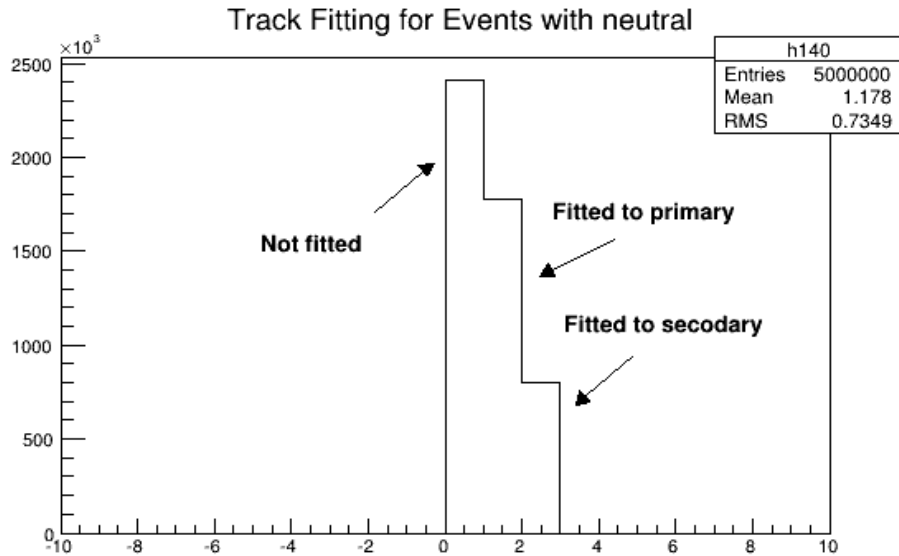 Track Fitting for Events with neutral
×10³
h140
Entries 5000000
Mean 1.178
RMS 0.7349
2500
2000
1500
1000
500
0
Not fitted
Fitted to primary
Fitted to secodary
-10 -8 -6 -4 -2 0 2 4 6 8 10